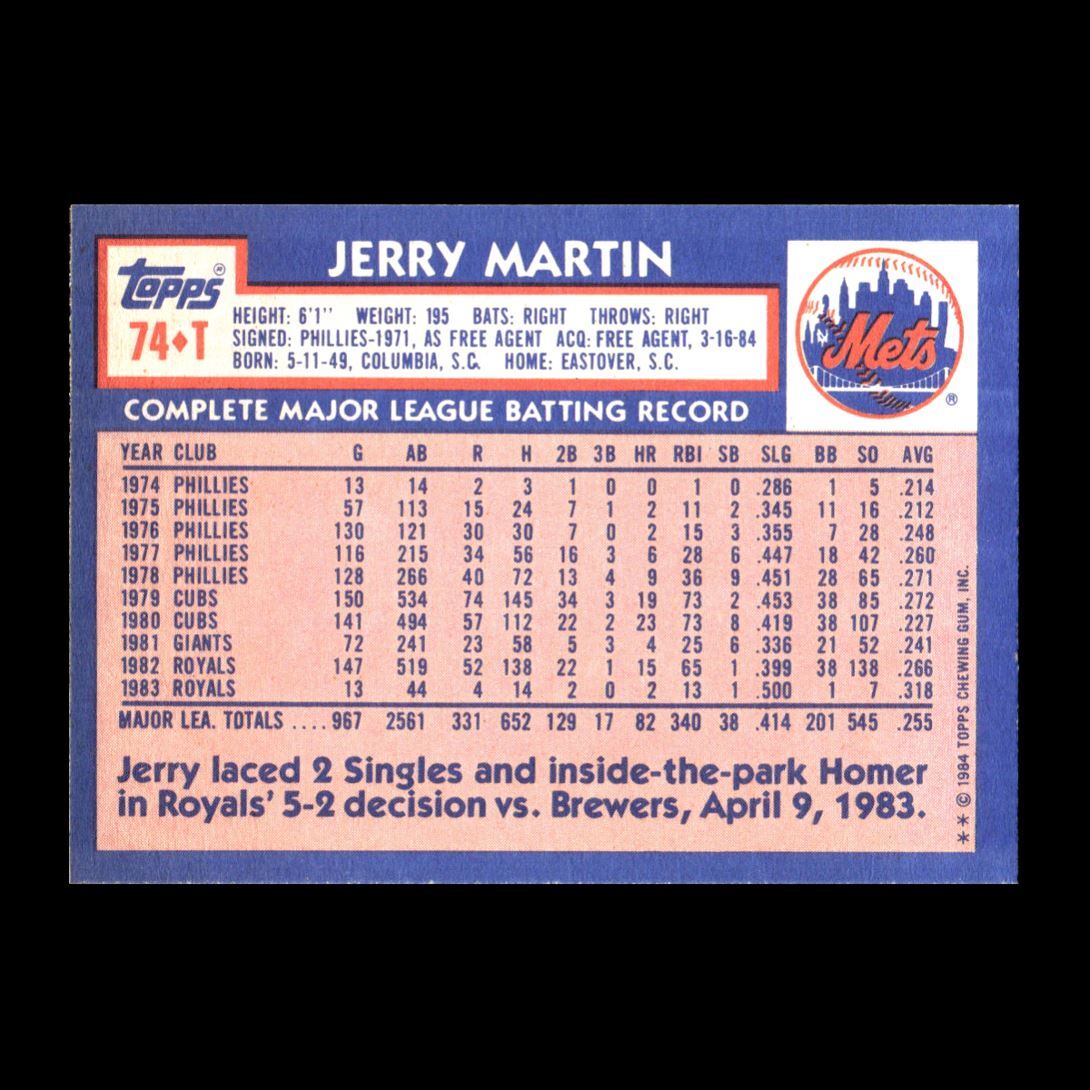 JERRY MARTIN
topps®
74♦T
HEIGHT: 6'1" WEIGHT: 195 BATS: RIGHT THROWS: RIGHT
SIGNED: PHILLIES-1971, AS FREE AGENT ACQ: FREE AGENT, 3-16-84
BORN: 5-11-49, COLUMBIA, S.C. HOME: EASTOVER, S.C.
NY
Mets
®
COMPLETE MAJOR LEAGUE BATTING RECORD
YEAR CLUB G AB R H 2B 3B HR RBI SB SLG BB SO AVG
1974 PHILLIES 13 14 2 3 1 0 0 1 0 .286 1 5 .214
1975 PHILLIES 57 113 15 24 7 1 2 11 2 .345 11 16 .212
1976 PHILLIES 130 121 30 30 7 0 2 15 3 .355 7 28 .248
1977 PHILLIES 116 215 34 56 16 3 6 28 6 .447 18 42 .260
1978 PHILLIES 128 266 40 72 13 4 9 36 9 .451 28 65 .271
1979 CUBS 150 534 74 145 34 3 19 73 2 .453 38 85 .272
1980 CUBS 141 494 57 112 22 2 23 73 8 .419 38 107 .227
1981 GIANTS 72 241 23 58 5 3 4 25 6 .336 21 52 .241
1982 ROYALS 147 519 52 138 22 1 15 65 1 .399 38 138 .266
1983 ROYALS 13 44 4 14 2 0 2 13 1 .500 1 7 .318
MAJOR LEA. TOTALS ....967 2561 331 652 129 17 82 340 38 .414 201 545 .255
Jerry laced 2 Singles and inside-the-park Homer
in Royals' 5-2 decision vs. Brewers, April 9, 1983.
** © 1984 TOPPS CHEWING GUM, INC.